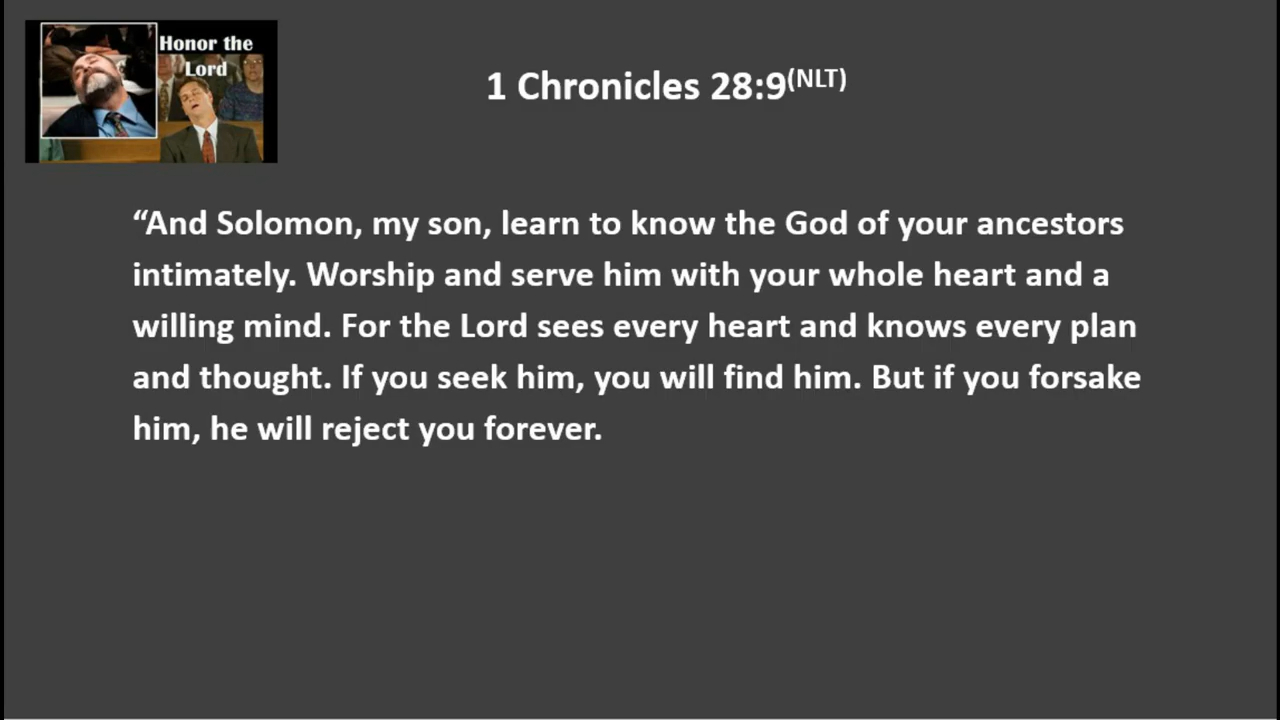 Honor the
Lord
1 Chronicles 28:9(NLT)
“And Solomon, my son, learn to know the God of your ancestors
intimately. Worship and serve him with your whole heart and a
willing mind. For the Lord sees every heart and knows every plan
and thought. If you seek him, you will find him. But if you forsake
him, he will reject you forever.